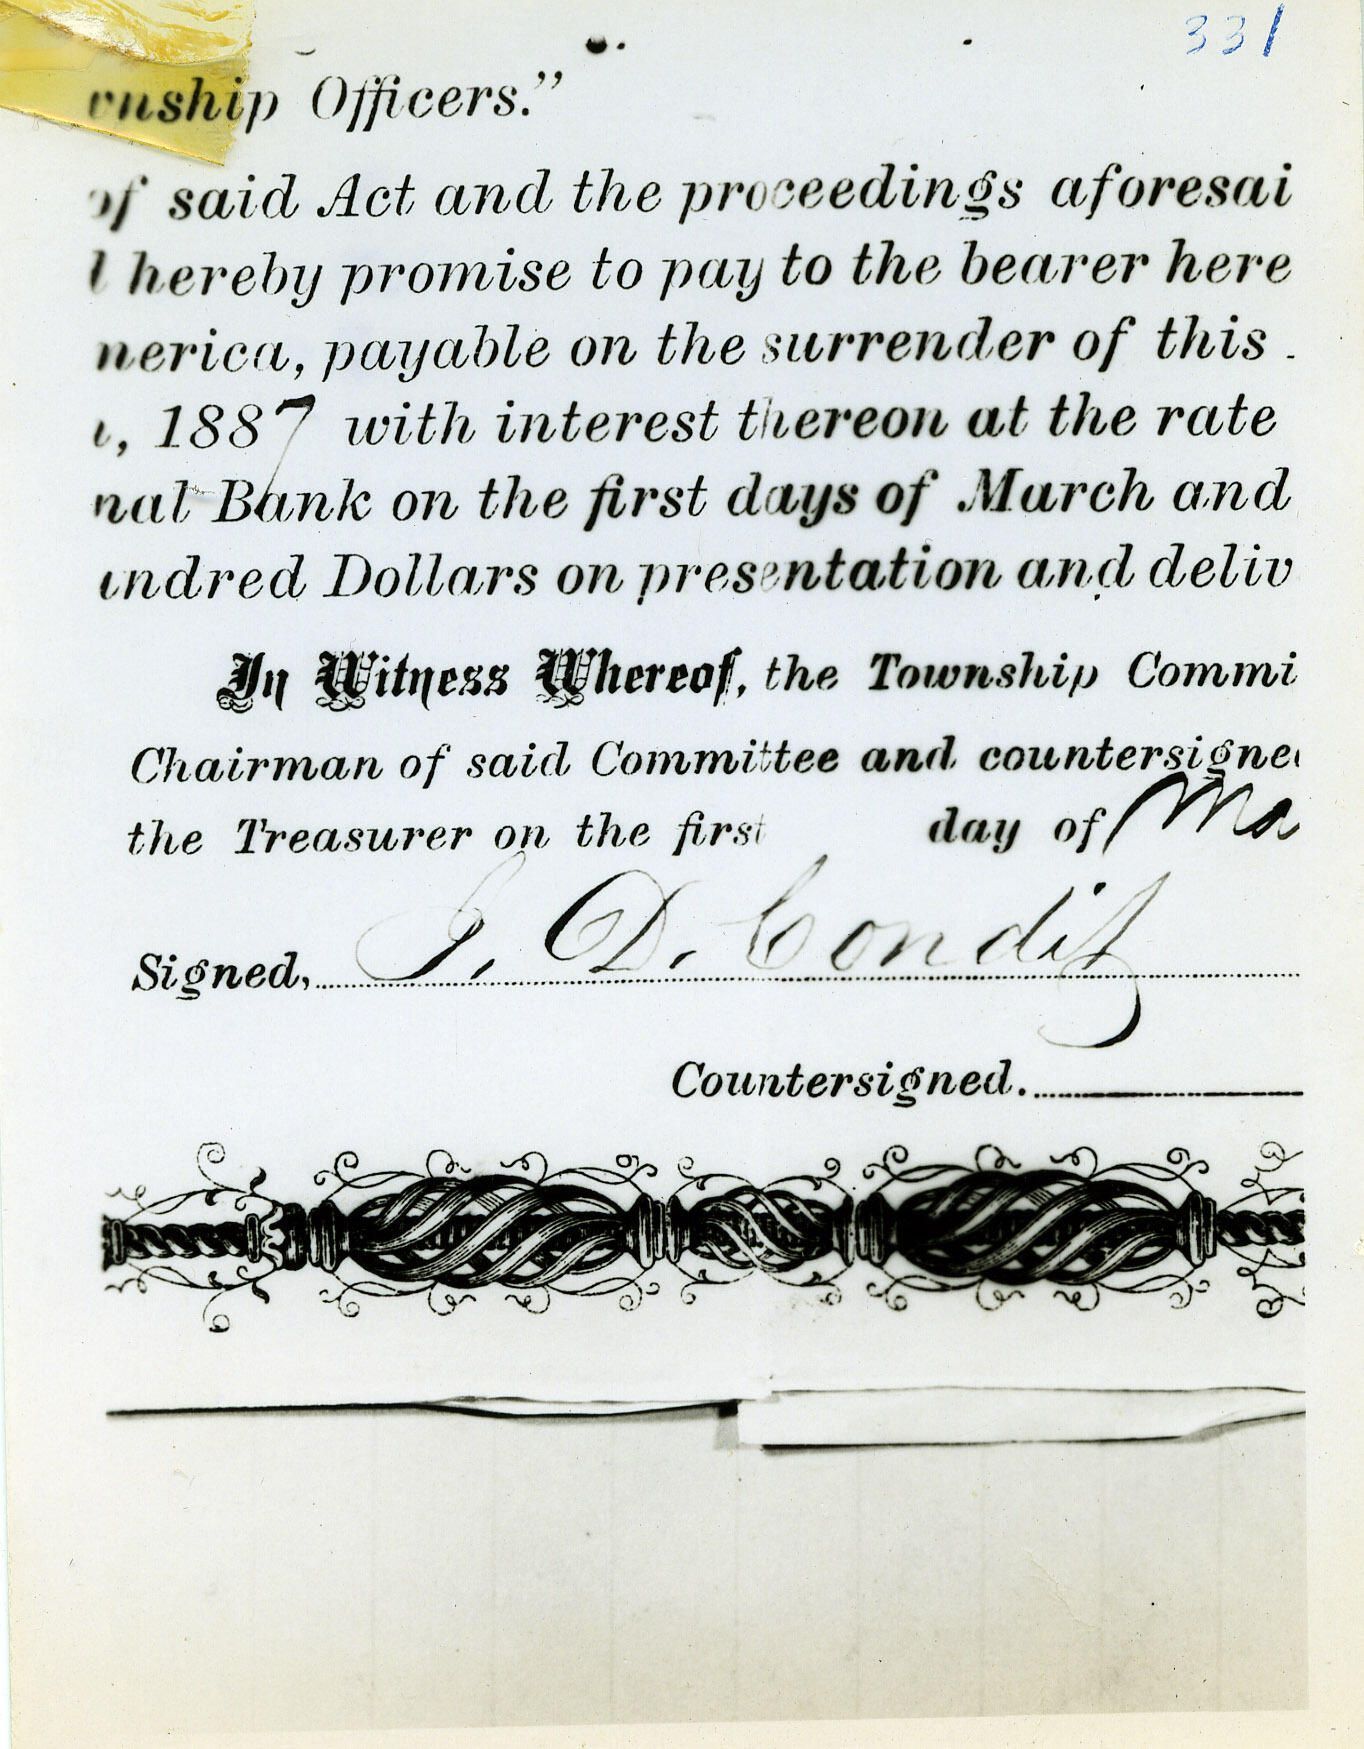 331
wnship Officers.”
of said Act and the proceedings aforesai
hereby promise to pay to the bearer here
nerica, payable on the surrender of this
, 1887 with interest thereon at the rate
nal Bank on the first days of March and
undred Dollars on presentation and deliv
In Witness Whereof, the Township Commi
Chairman of said Committee and countersigne
the Treasurer on the first day of Ma
Signed, I. D. Condit
Countersigned.